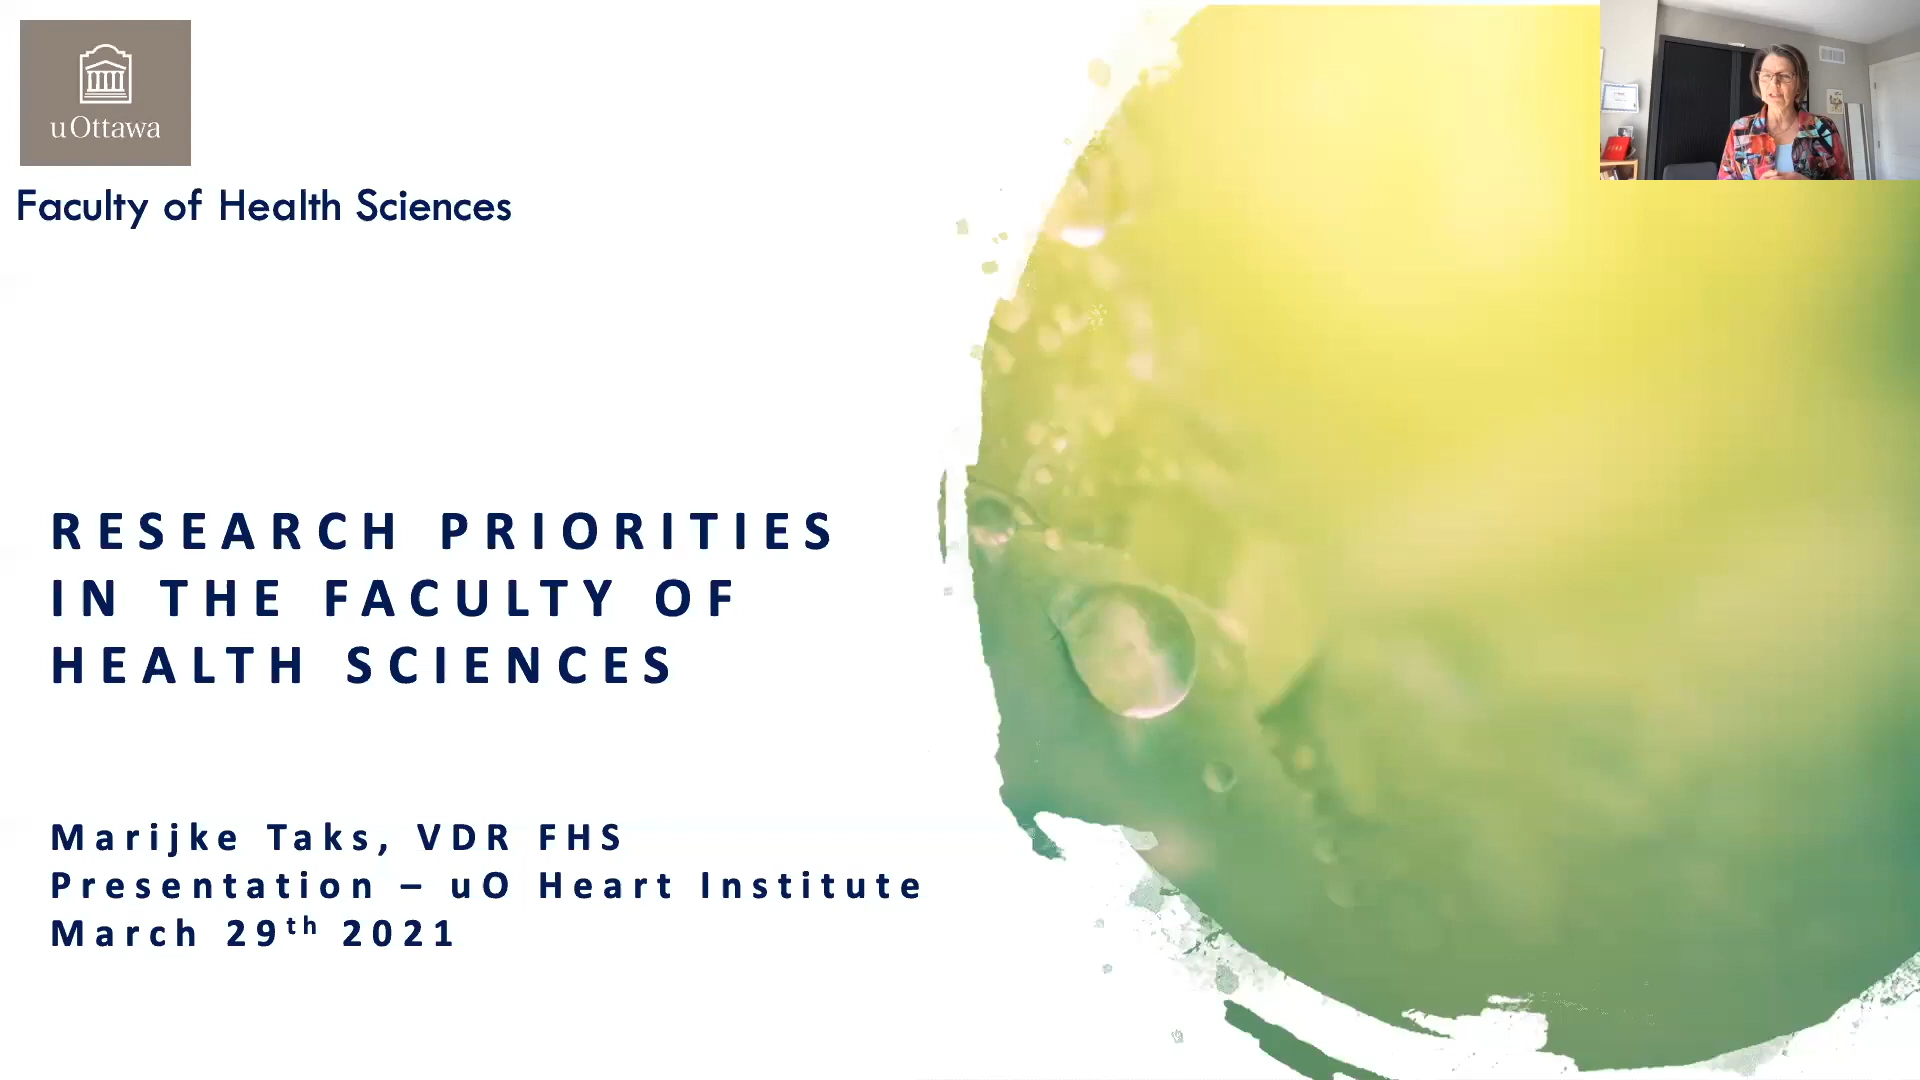 uOttawa
Faculty of Health Sciences
RESEARCH PRIORITIES
IN THE FACULTY OF
HEALTH SCIENCES
Marijke Taks, VDR FHS
Presentation – uO Heart Institute
March 29th 2021